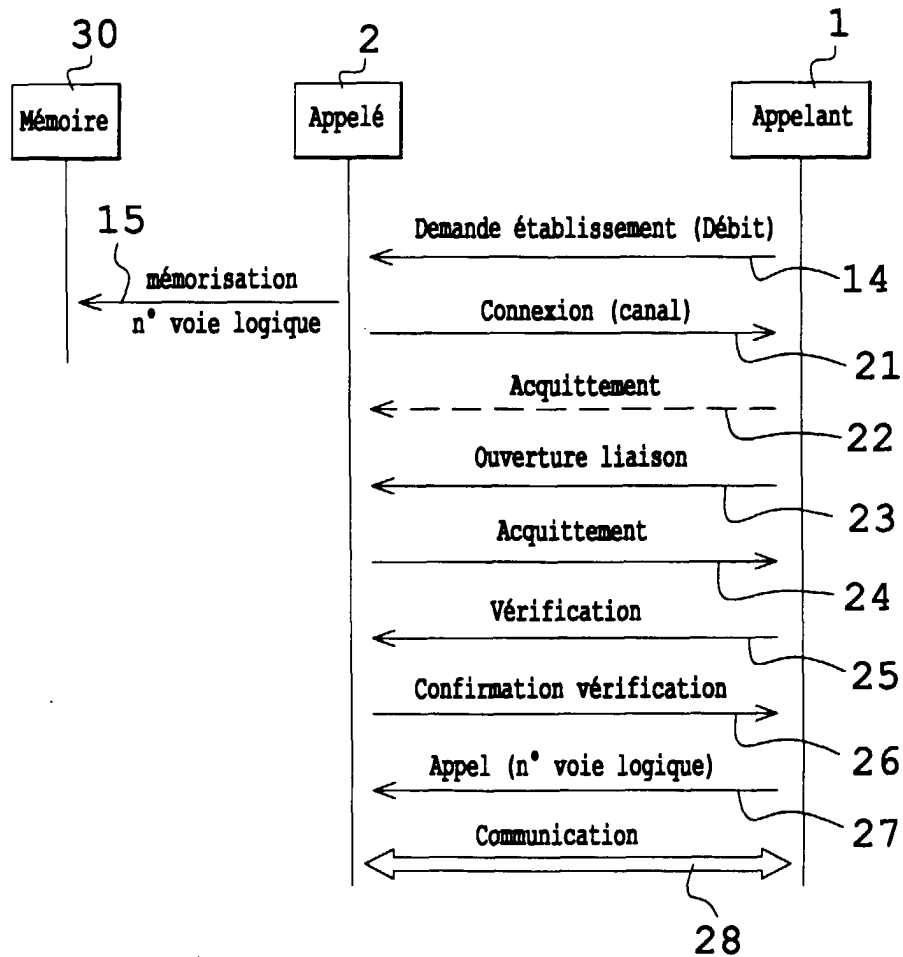 30 2 1
Mémoire Appelé Appelant
Demande établissement (Débit)
15
14
mémorisation
n° voie logique
Connexion (canal)
21
Acquittement
22
Ouverture liaison
23
Acquittement
24
Vérification
25
Confirmation vérification
26
Appel (n° voie logique)
27
Communication
28